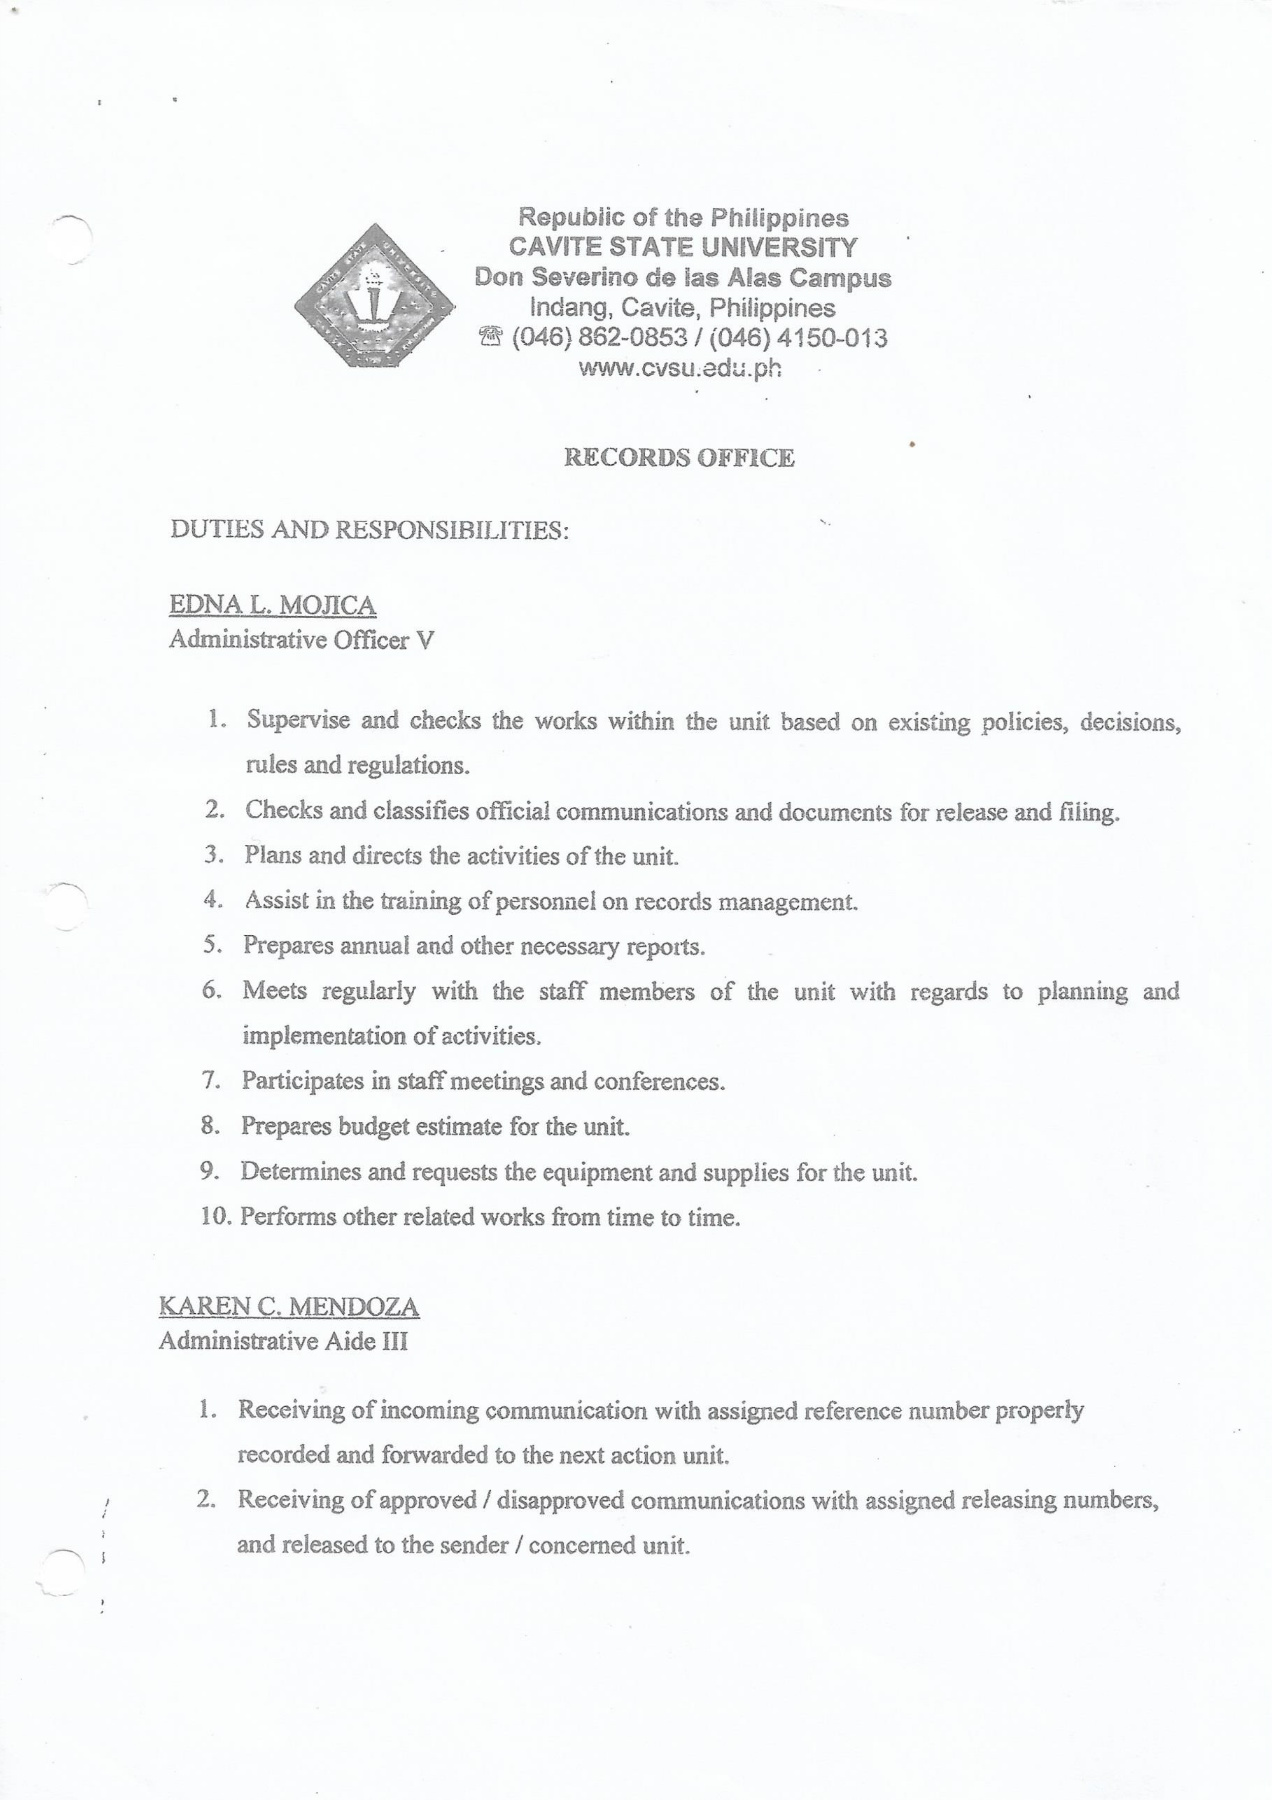 Republic of the Philippines
CAVITE STATE UNIVERSITY
Don Severino de las Alas Campus
Indang, Cavite, Philippines
☏ (046) 862-0853 / (046) 4150-013
www.cvsu.edu.ph
RECORDS OFFICE
DUTIES AND RESPONSIBILITIES:
EDNA L. MOJICA
Administrative Officer V
1. Supervise and checks the works within the unit based on existing policies, decisions,
rules and regulations.
2. Checks and classifies official communications and documents for release and filing.
3. Plans and directs the activities of the unit.
4. Assist in the training of personnel on records management.
5. Prepares annual and other necessary reports.
6. Meets regularly with the staff members of the unit with regards to planning and
implementation of activities.
7. Participates in staff meetings and conferences.
8. Prepares budget estimate for the unit.
9. Determines and requests the equipment and supplies for the unit.
10. Performs other related works from time to time.
KAREN C. MENDOZA
Administrative Aide III
1. Receiving of incoming communication with assigned reference number properly
recorded and forwarded to the next action unit.
2. Receiving of approved / disapproved communications with assigned releasing numbers,
and released to the sender / concerned unit.